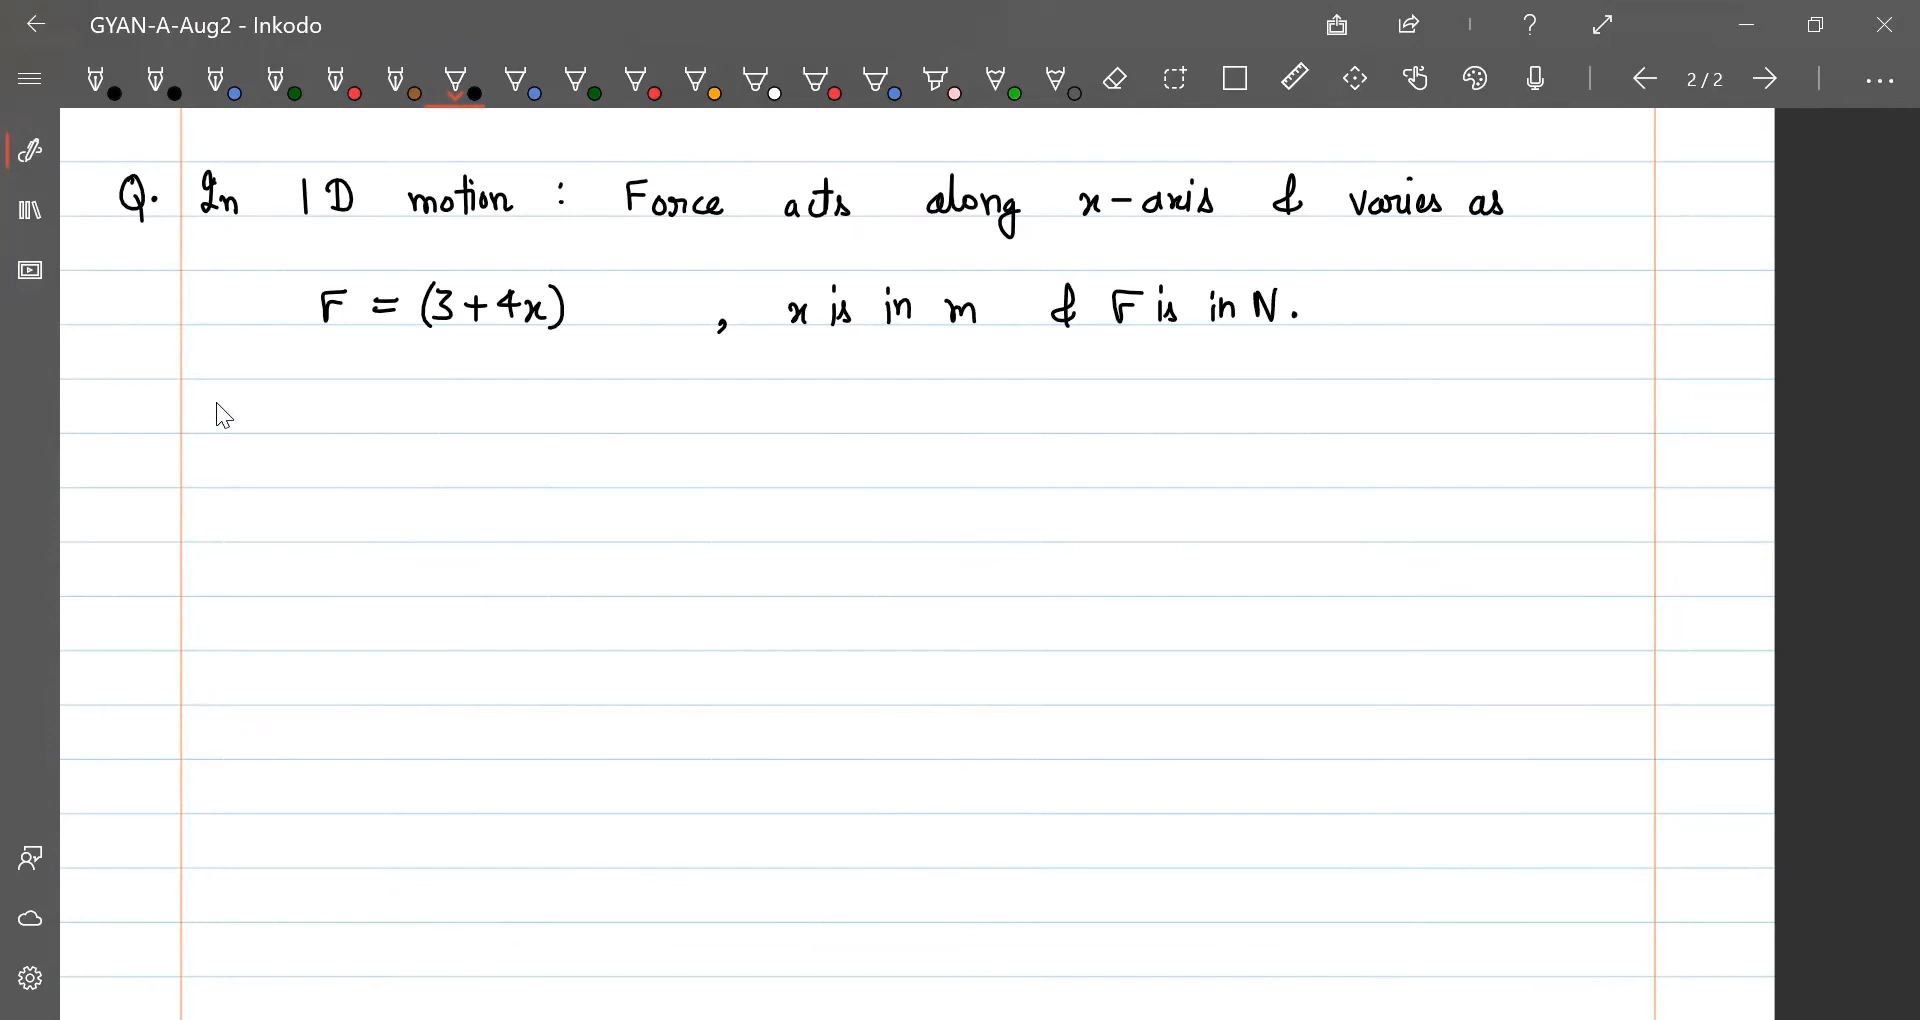 GYAN-A-Aug2 - Inkodo
2 / 2
Q. In 1D motion : Force acts along x-axis & varies as
F = (3+4x) , x is in m & F is in N.